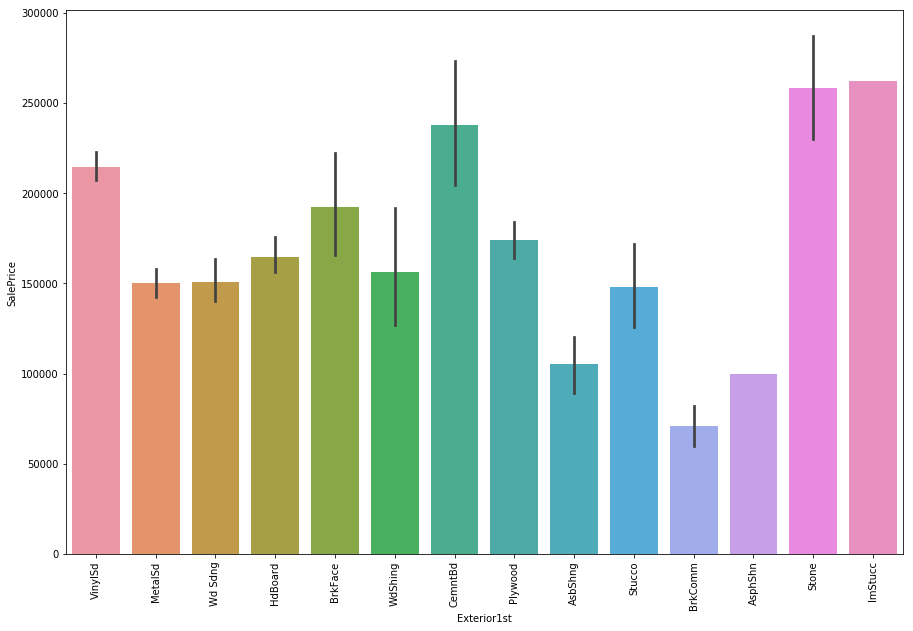 300000
250000
200000
150000
100000
50000
0
SalePrice
VinylSd
MetalSd
Wd Sdng
HdBoard
BrkFace
WdShing
CemntBd
Plywood
AsbShng
Stucco
BrkComm
AsphShn
Stone
ImStucc
Exterior1st